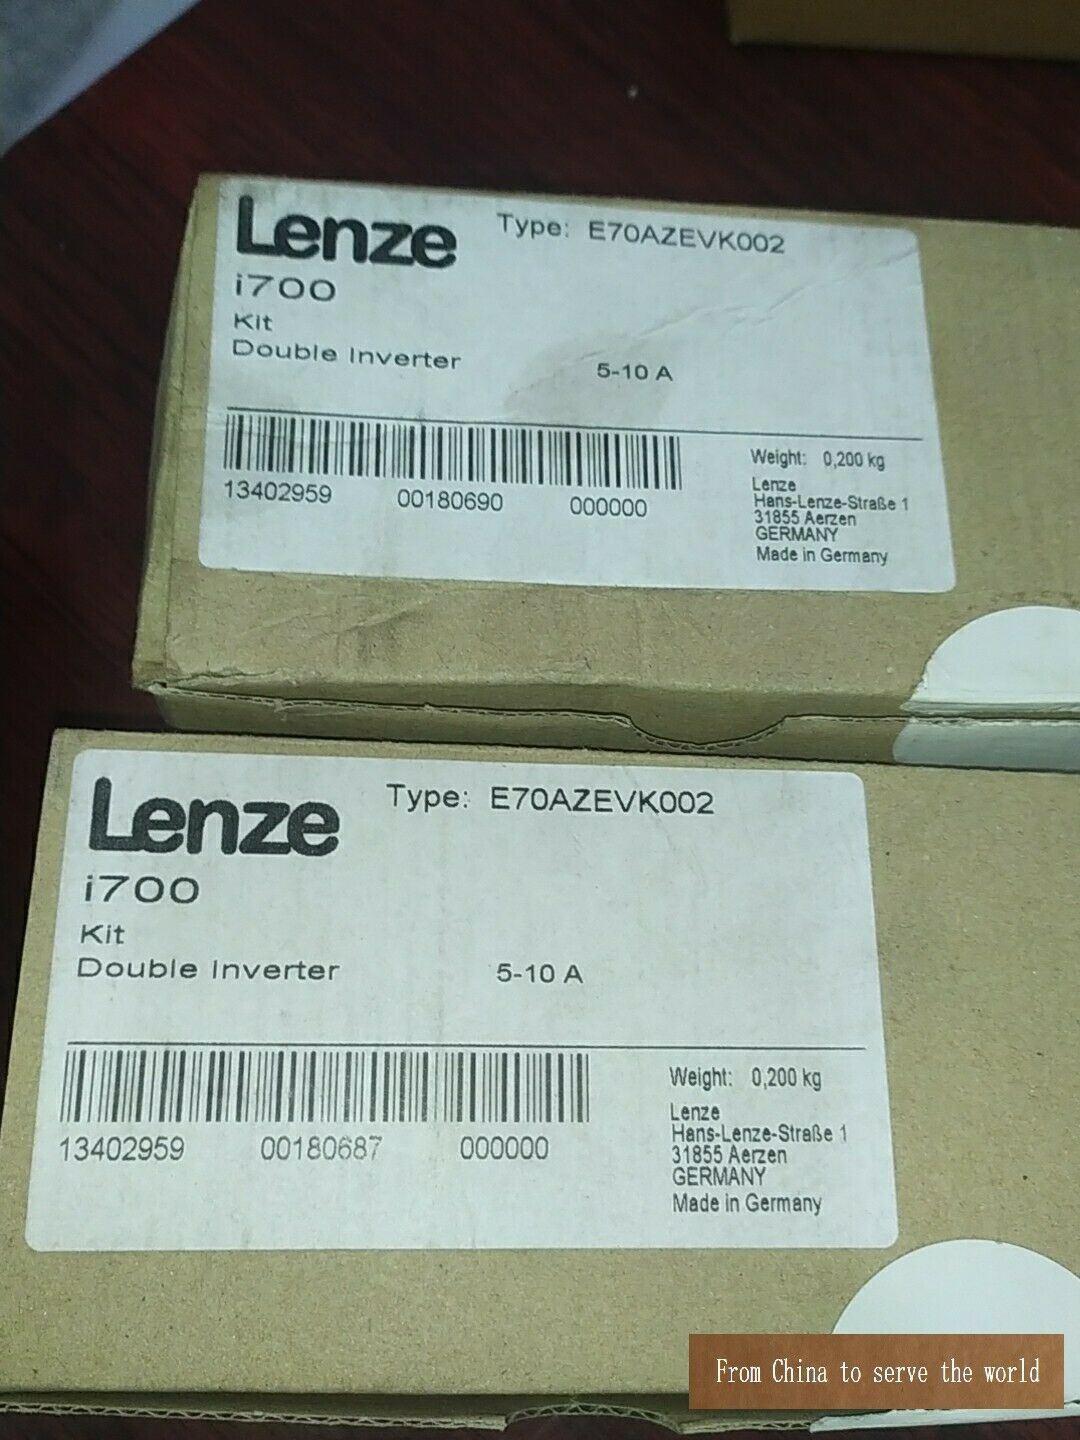 Lenze
Type: E70AZEVK002
i700
Kit
Double Inverter
5-10 A
13402959 00180690 000000
Weight: 0,200 kg
Lenze
Hans-Lenze-Straße 1
31855 Aerzen
GERMANY
Made in Germany
Lenze
Type: E70AZEVK002
i700
Kit
Double Inverter
5-10 A
13402959 00180687 000000
Weight: 0,200 kg
Lenze
Hans-Lenze-Straße 1
31855 Aerzen
GERMANY
Made in Germany
From China to serve the world